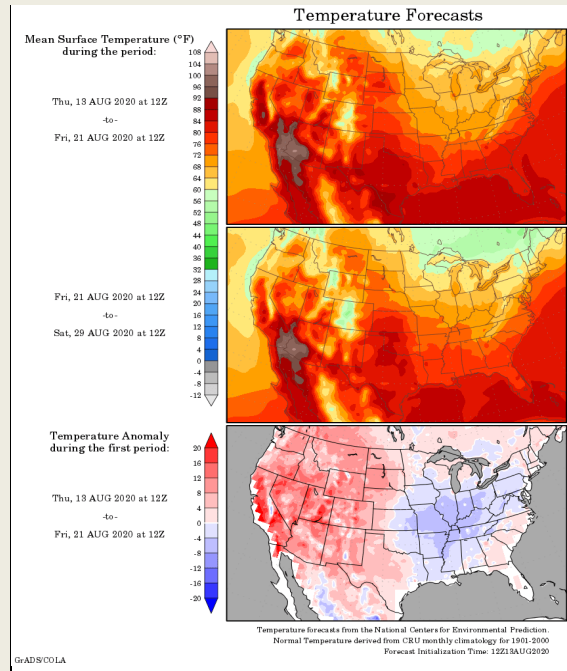 Temperature Forecasts
Mean Surface Temperature (°F)
during the period:
Thu, 13 AUG 2020 at 12Z
-to-
Fri, 21 AUG 2020 at 12Z
108
104
100
96
92
88
84
80
76
72
68
64
60
56
52
48
44
40
36
32
28
24
20
16
12
8
4
0
-4
-8
-12
Fri, 21 AUG 2020 at 12Z
-to-
Sat, 29 AUG 2020 at 12Z
Temperature Anomaly
during the first period:
Thu, 13 AUG 2020 at 12Z
-to-
Fri, 21 AUG 2020 at 12Z
20
16
12
8
4
0
-4
-8
-12
-16
-20
Temperature forecasts from the National Centers for Environmental Prediction.
Normal Temperature derived from CRU monthly climatology for 1901-2000
Forecast Initialization Time: 12Z13AUG2020
GrADS/COLA